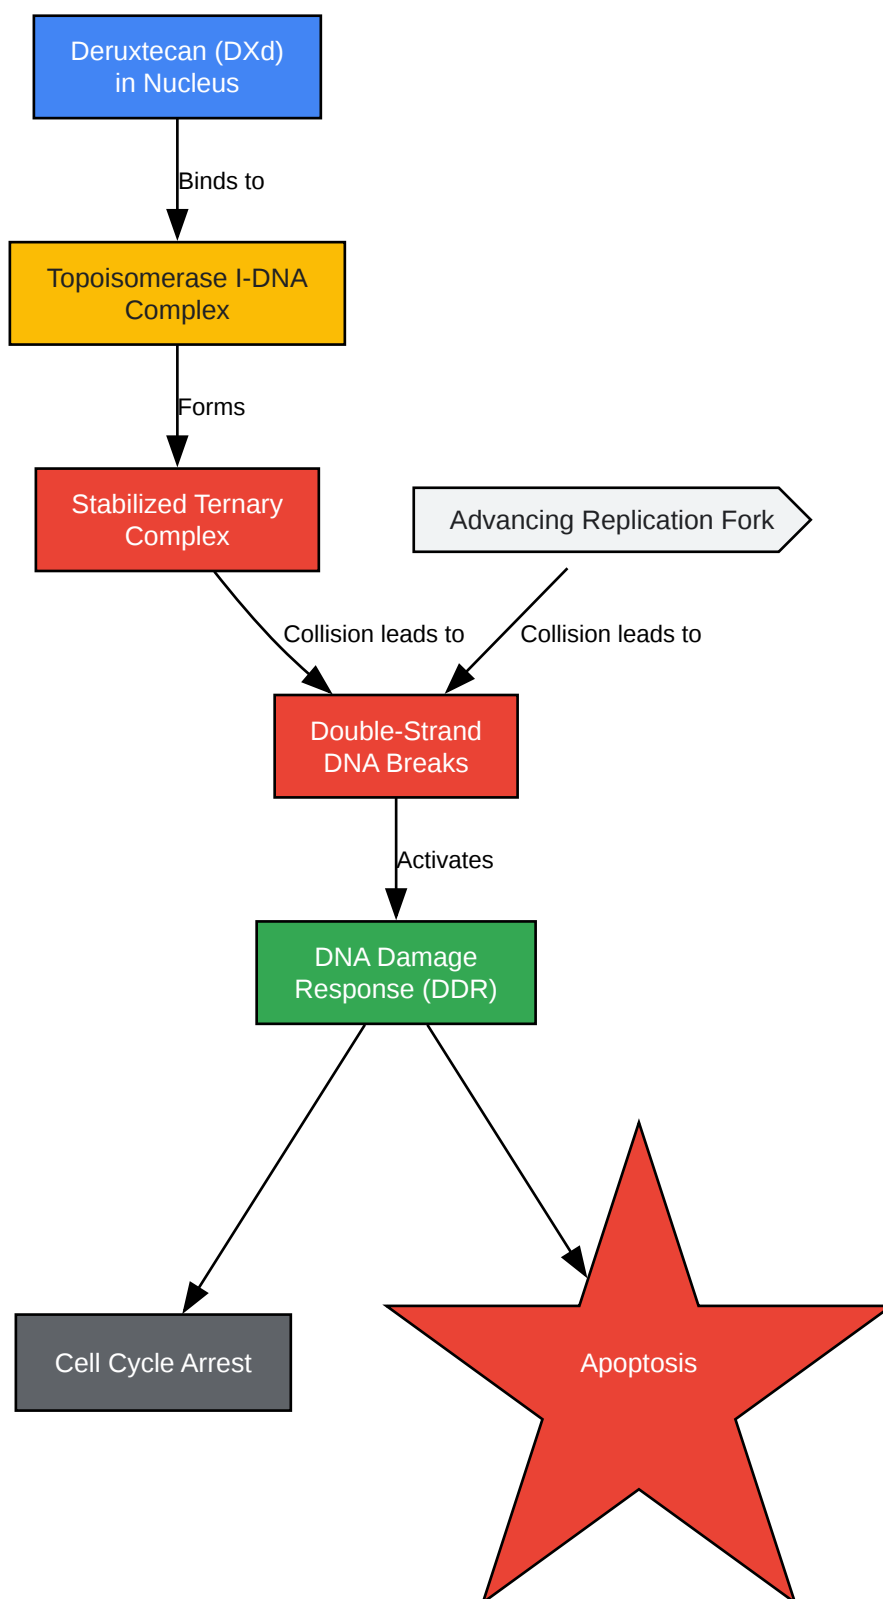 Deruxtecan (DXd)
in Nucleus
Binds to
Topoisomerase I-DNA
Complex
Forms
Stabilized Ternary
Complex
Advancing Replication Fork
Collision leads to
Collision leads to
Double-Strand
DNA Breaks
Activates
DNA Damage
Response (DDR)
Cell Cycle Arrest
Apoptosis